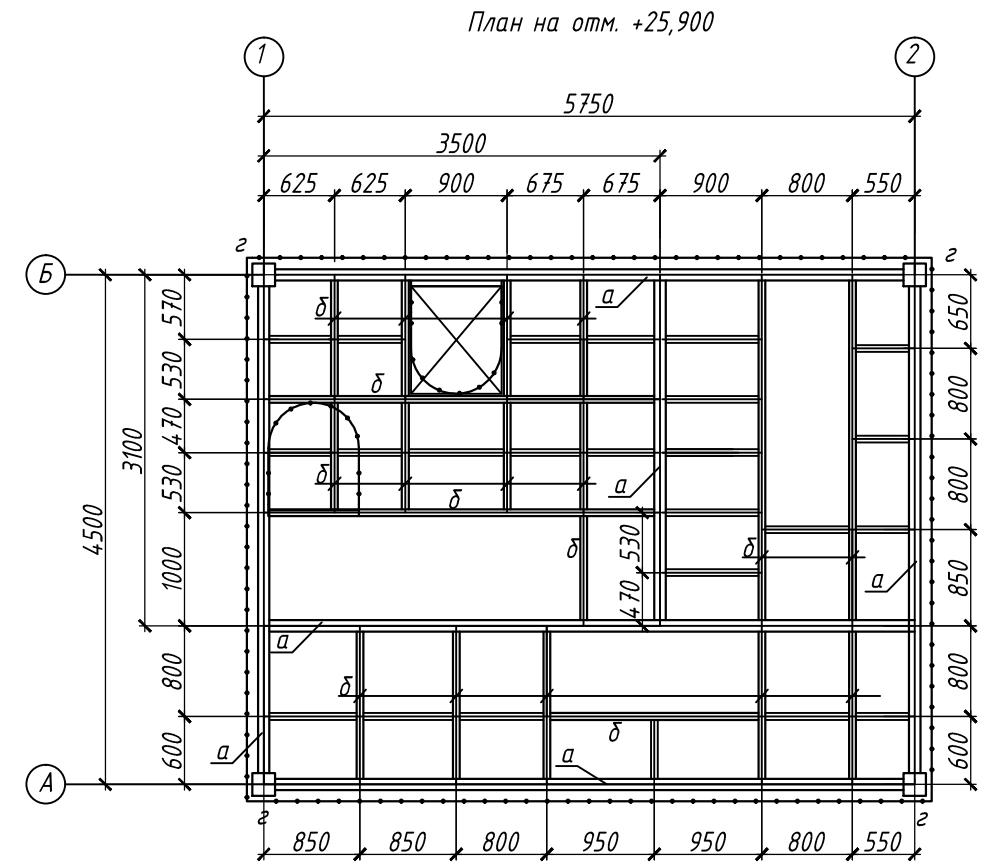 План на отм. +25,900
1 2
5750
3500
625 625 900 675 675 900 800 550
г г
Б
570 530 470 530 1000 800 600
3100
4500
б а
б
б б а
б 530 б
470 а
а
б
б
а а
650 800 800 850 800 600
А
г г
850 850 800 950 950 800 550